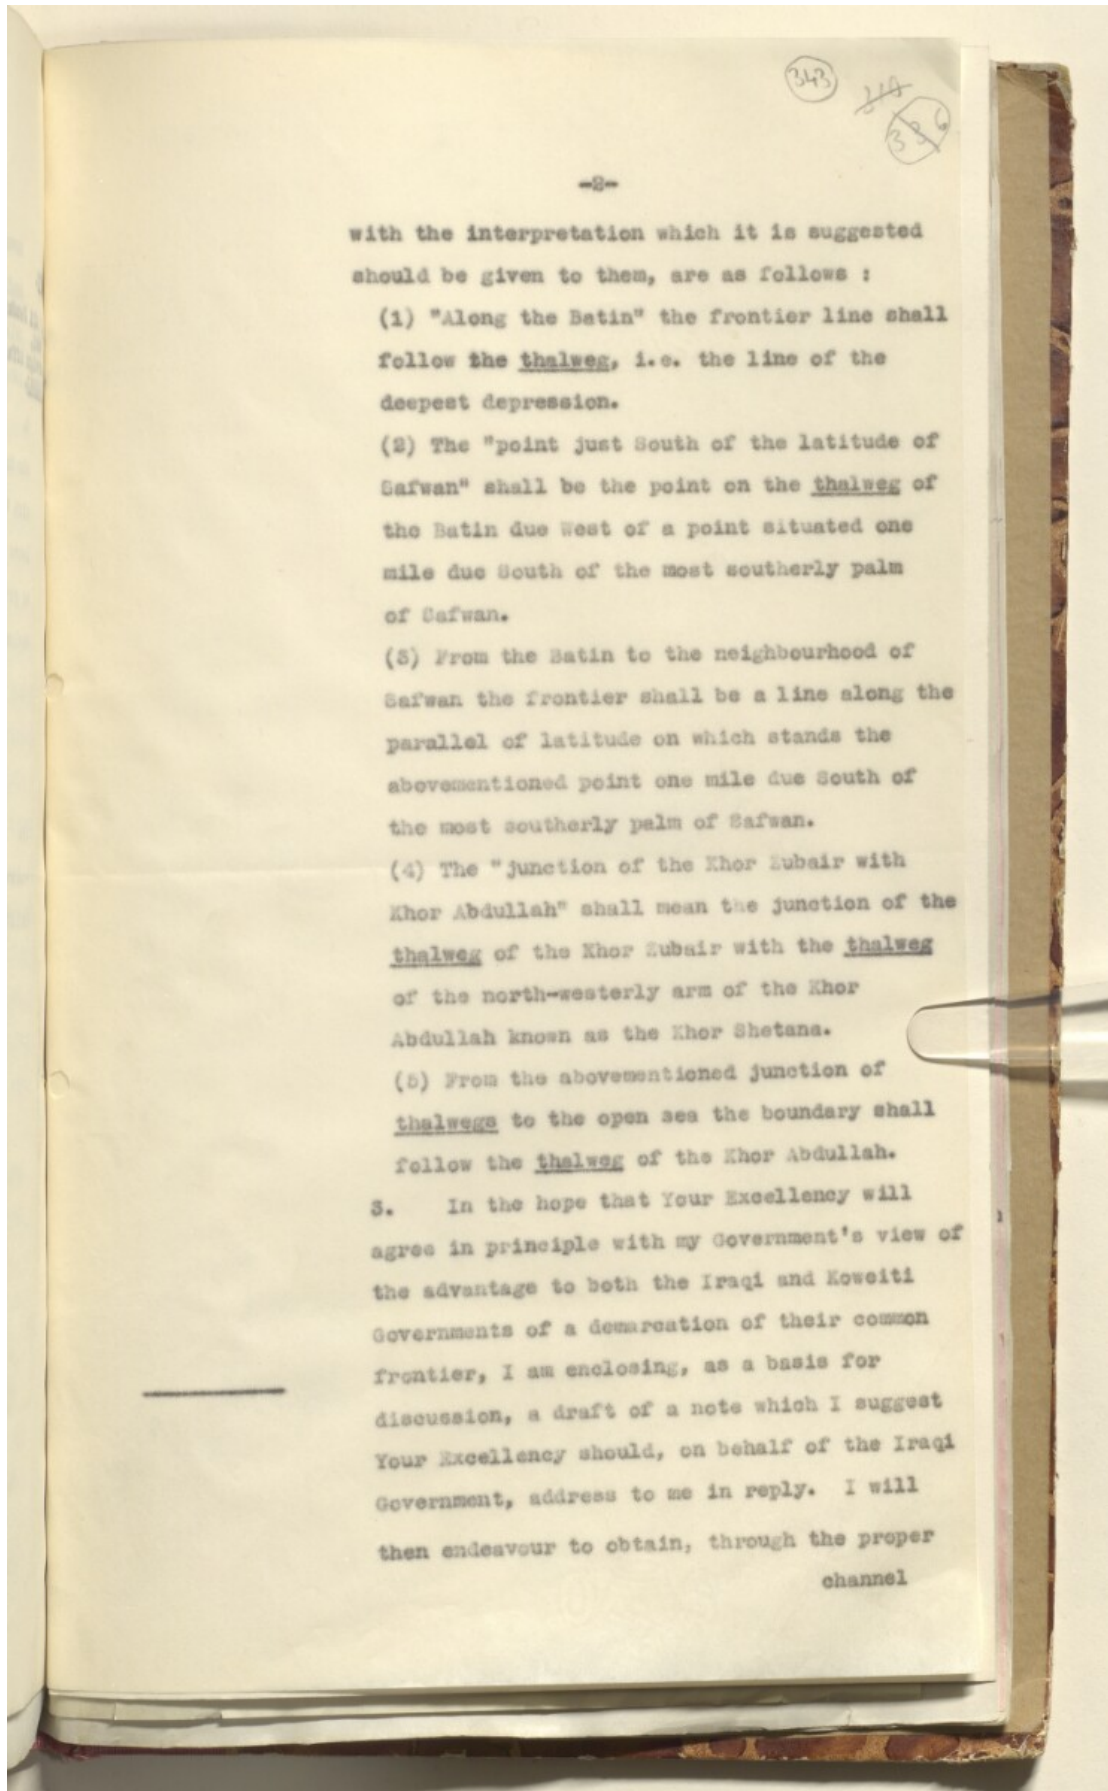 343
336
-2-
with the interpretation which it is suggested
should be given to them, are as follows :
(1) "Along the Batin" the frontier line shall
follow the thalweg, i.e. the line of the
deepest depression.
(2) The "point just South of the latitude of
Safwan" shall be the point on the thalweg of
the Batin due West of a point situated one
mile due South of the most southerly palm
of Safwan.
(3) From the Batin to the neighbourhood of
Safwan the frontier shall be a line along the
parallel of latitude on which stands the
abovementioned point one mile due South of
the most southerly palm of Safwan.
(4) The "junction of the Khor Zubair with
Khor Abdullah" shall mean the junction of the
thalweg of the Khor Zubair with the thalweg
of the north-westerly arm of the Khor
Abdullah known as the Khor Shetana.
(5) From the abovementioned junction of
thalwegs to the open sea the boundary shall
follow the thalweg of the Khor Abdullah.
3. In the hope that Your Excellency will
agree in principle with my Government's view of
the advantage to both the Iraqi and Koweiti
Governments of a demarcation of their common
frontier, I am enclosing, as a basis for
discussion, a draft of a note which I suggest
Your Excellency should, on behalf of the Iraqi
Government, address to me in reply. I will
then endeavour to obtain, through the proper
channel